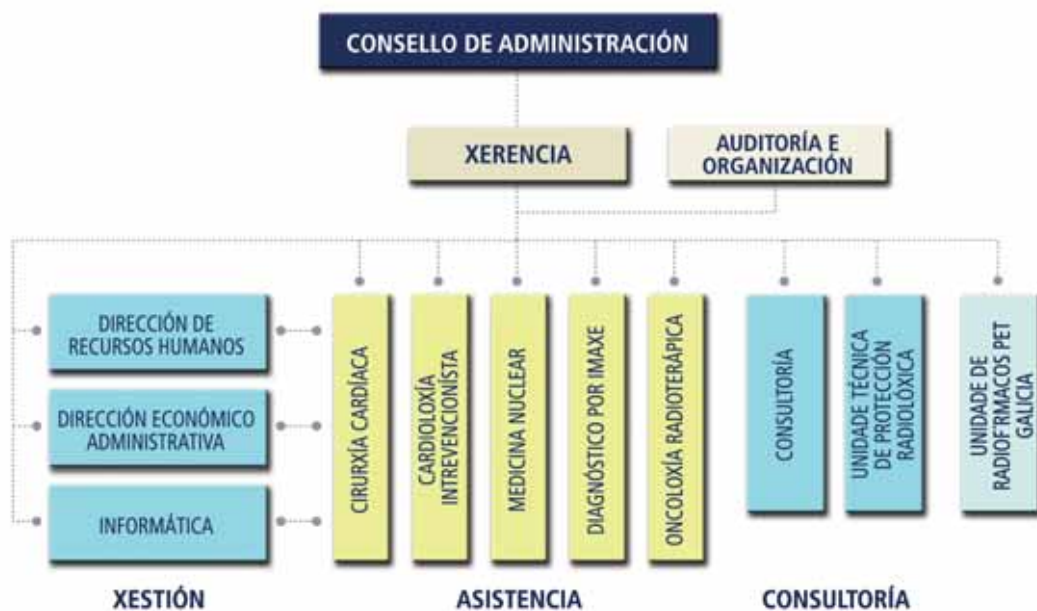 CONSELLO DE ADMINISTRACIÓN
XERENCIA
AUDITORÍA E
ORGANIZACIÓN
DIRECCIÓN DE
RECURSOS HUMANOS
DIRECCIÓN ECONÓMICO
ADMINISTRATIVA
INFORMÁTICA
CIRURXÍA CARDÍACA
CARDIOLOXÍA
INTREVENCIONÍSTA
MEDICINA NUCLEAR
DIAGNÓSTICO POR IMAXE
ONCOLOXÍA RADIOTERÁPICA
CONSULTORÍA
UNIDADE TÉCNICA
DE PROTECCIÓN
RADIOLÓXICA
UNIDADE DE
RADIOF'RMACOS PET
GALICIA
XESTIÓN
ASISTENCIA
CONSULTORÍA